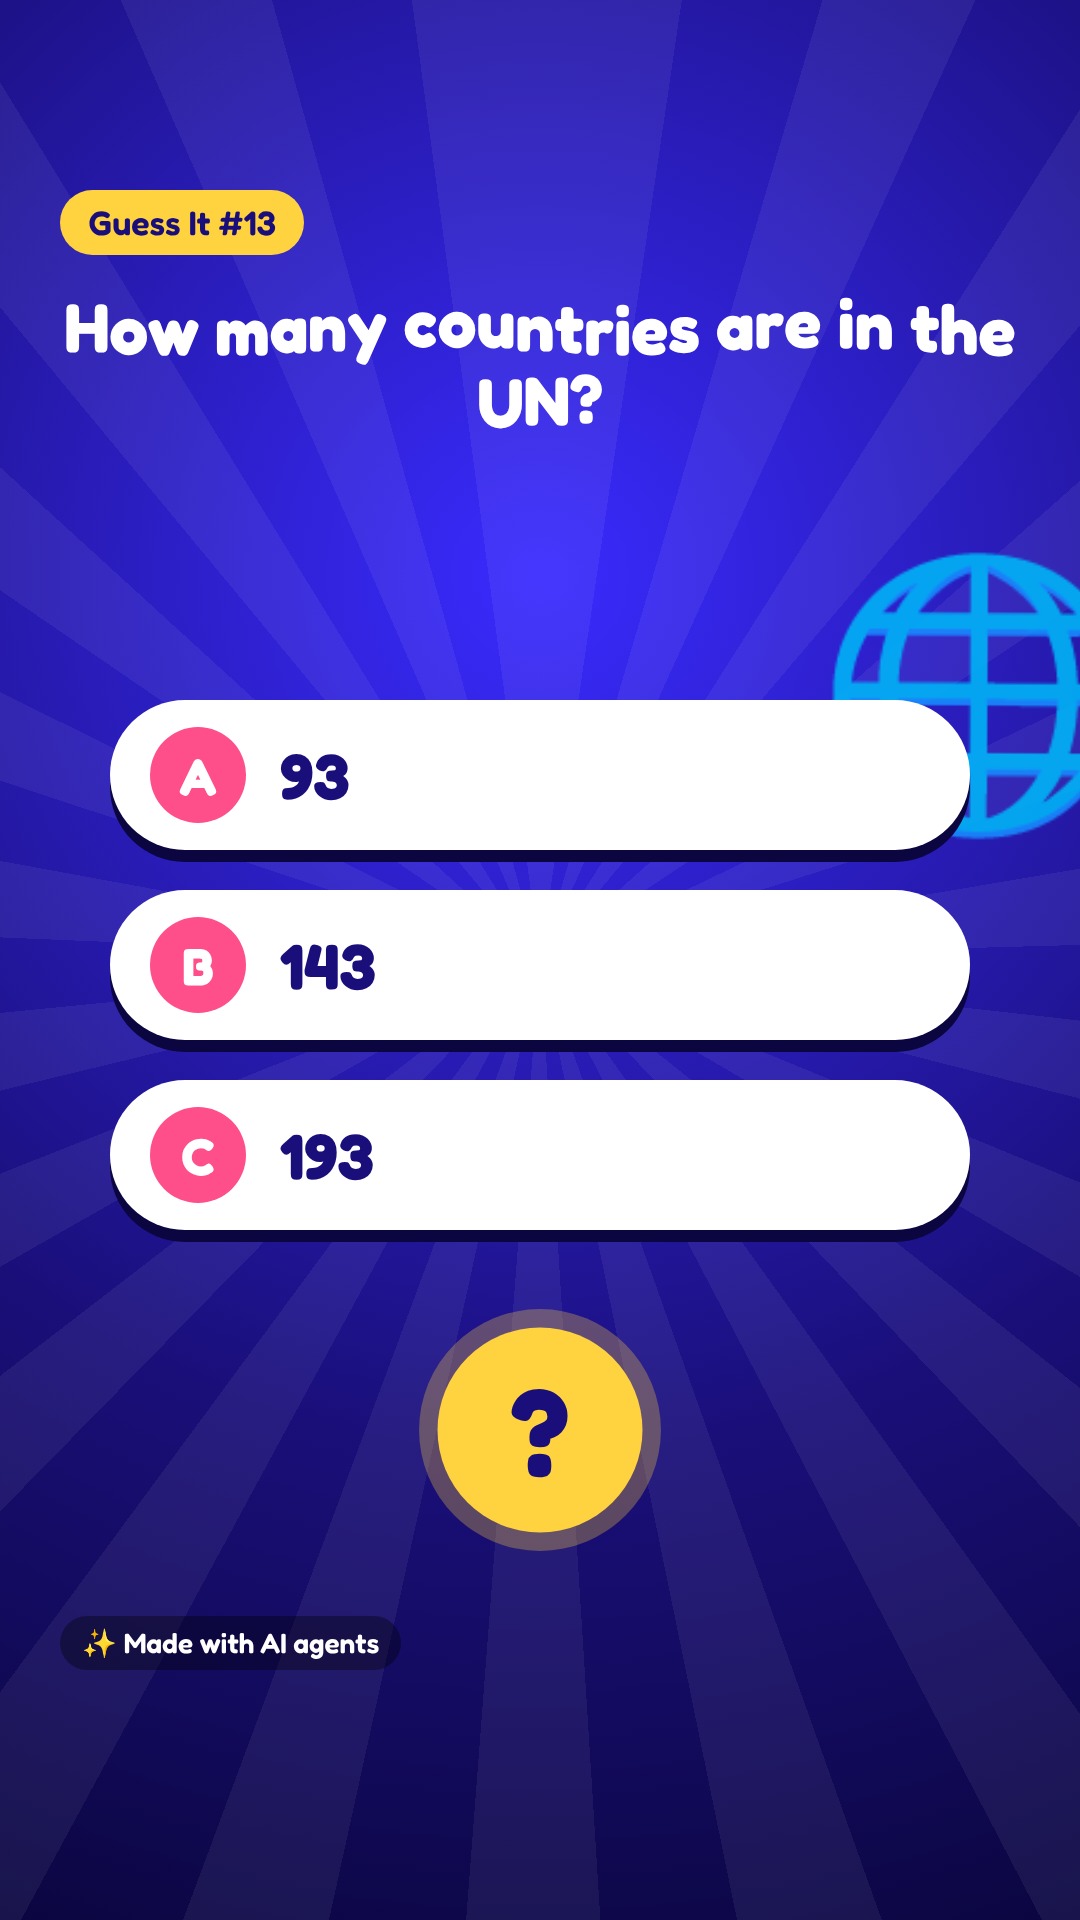 Guess It #13
How many countries are in the
UN?
A 93
B 143
C 193
?
✨ Made with AI agents